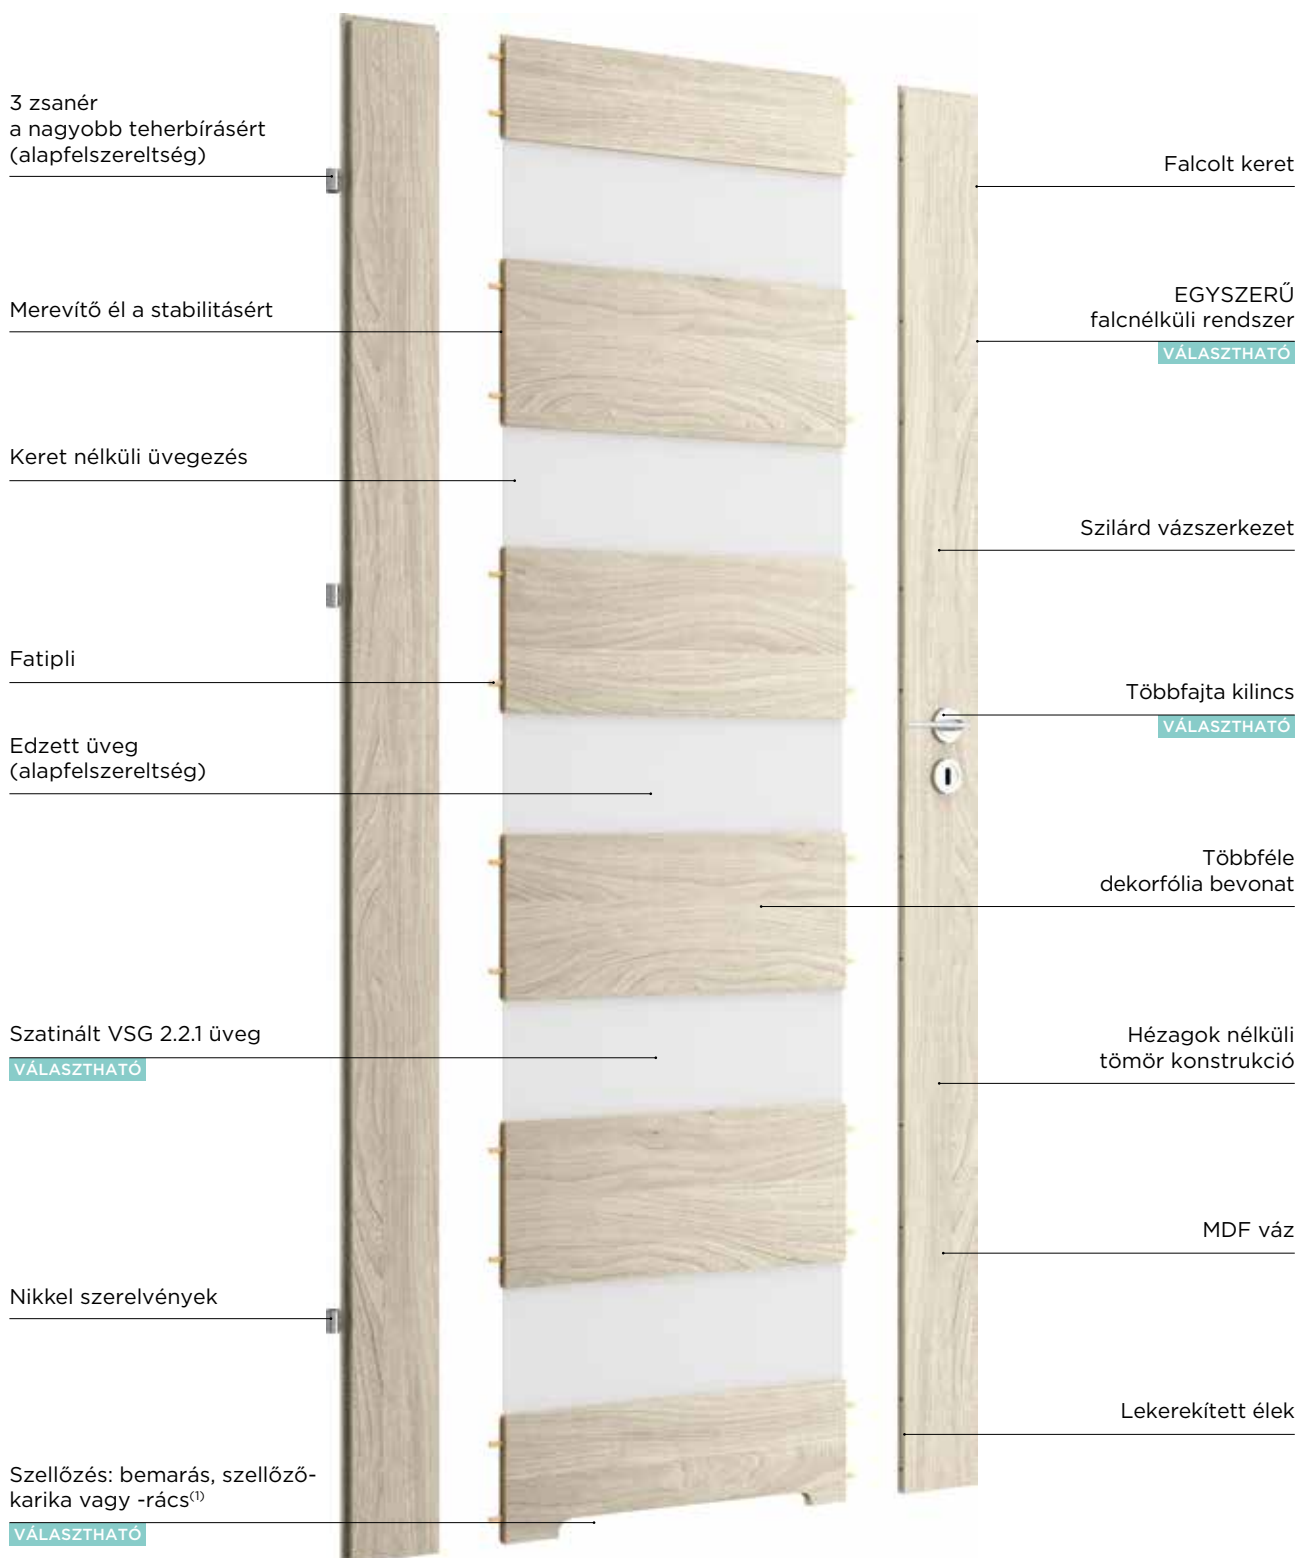 3 zsanér
a nagyobb teherbírásért
(alapfelszereltség)
Merevítő él a stabilitásért
Keret nélküli üvegezés
Fatipli
Edzett üveg
(alapfelszereltség)
Szatinált VSG 2.2.1 üveg
VÁLASZTHATÓ
Nikkel szerelvények
Szellőzés: bemarás, szellőző-
karika vagy -rács⁽¹⁾
VÁLASZTHATÓ
Falcolt keret
EGYSZERŰ
falcnélküli rendszer
VÁLASZTHATÓ
Szilárd vázszerkezet
Többfajta kilincs
VÁLASZTHATÓ
Többféle
dekorfólia bevonat
Hézagok nélküli
tömör konstrukció
MDF váz
Lekerekített élek